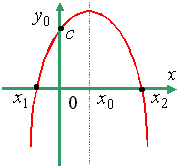 y₀
c
x
x₁ 0 x₀ x₂